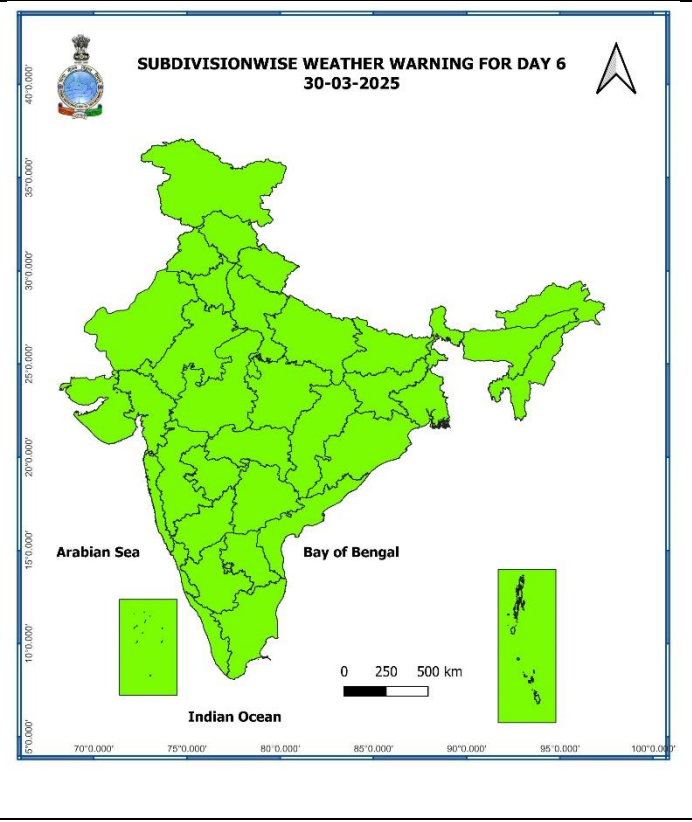 SUBDIVISIONWISE WEATHER WARNING FOR DAY 6
30-03-2025
40°0.000'
35°0.000'
30°0.000'
25°0.000'
20°0.000'
15°0.000'
10°0.000'
5°0.000'
Arabian Sea
Bay of Bengal
0 250 500 km
Indian Ocean
70°0.000' 75°0.000' 80°0.000' 85°0.000' 90°0.000' 95°0.000' 100°0.000'